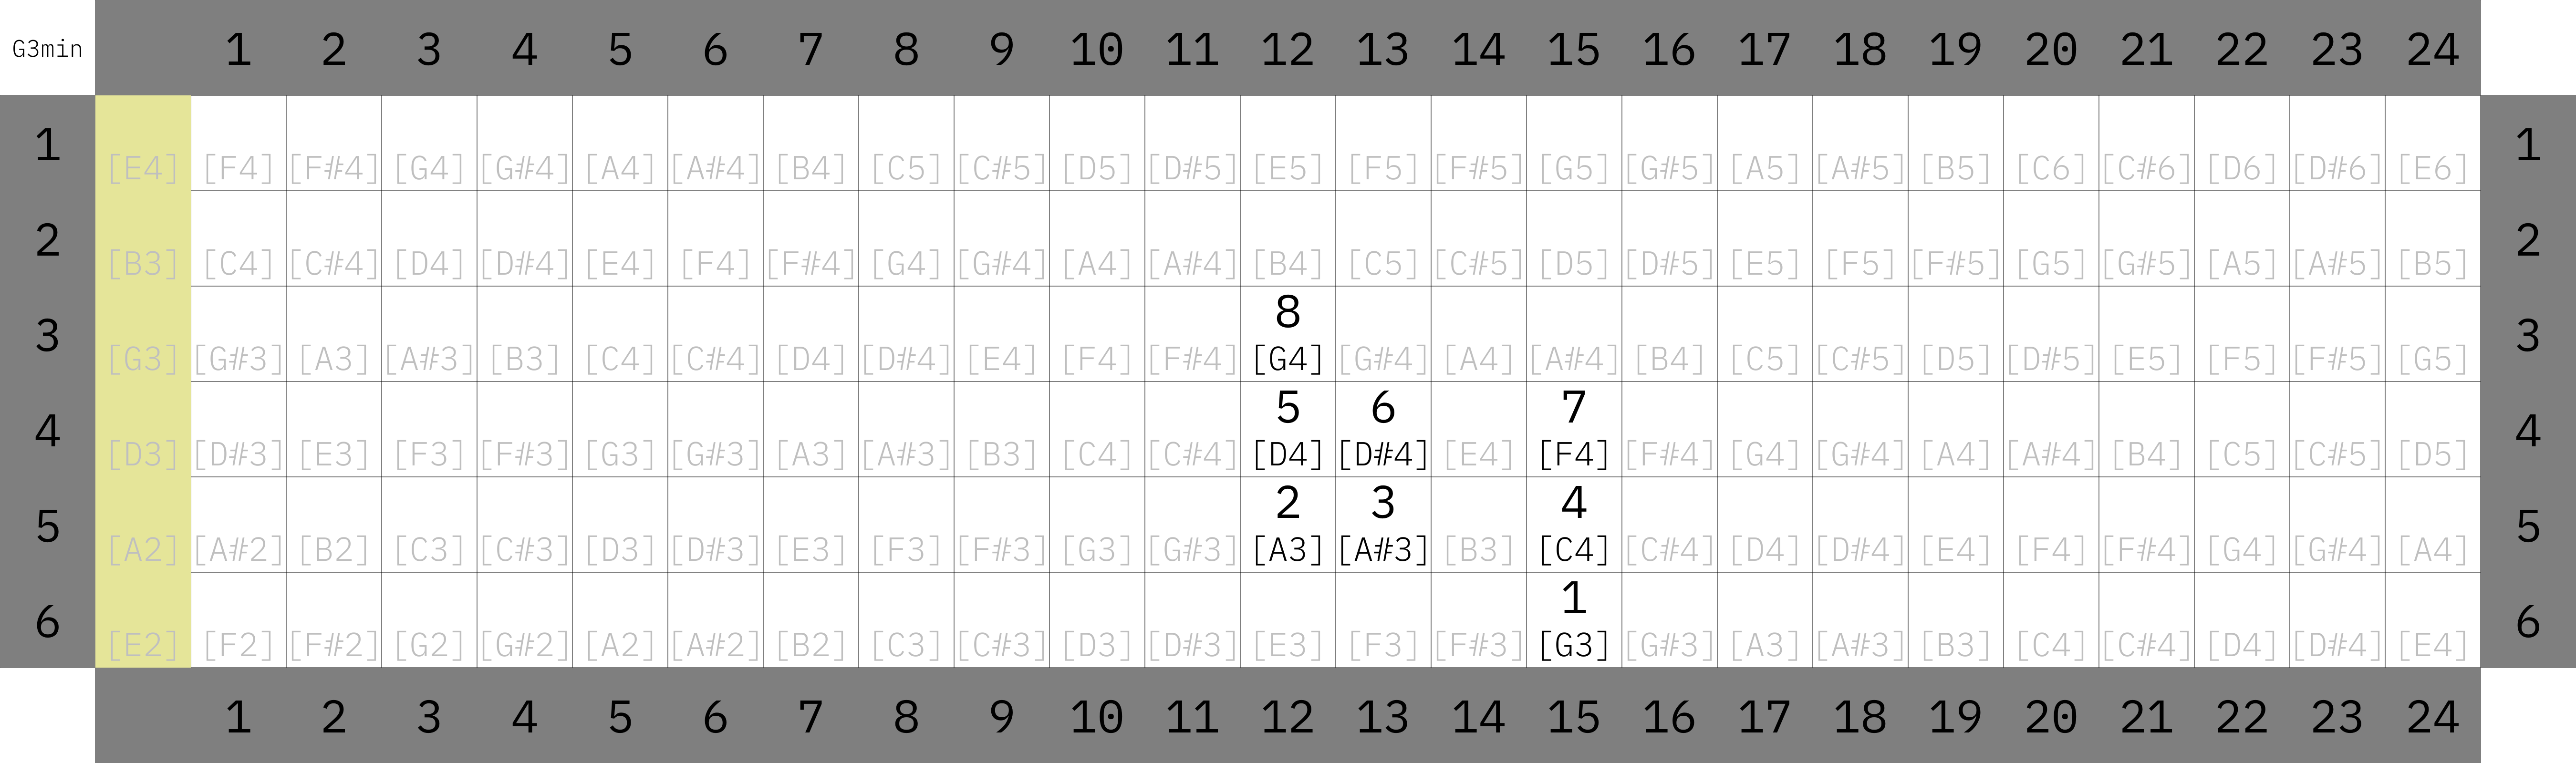 G3min 1 2 3 4 5 6 7 8 9 10 11 12 13 14 15 16 17 18 19 20 21 22 23 24
1 [E4] [F4] [F#4] [G4] [G#4] [A4] [A#4] [B4] [C5] [C#5] [D5] [D#5] [E5] [F5] [F#5] [G5] [G#5] [A5] [A#5] [B5] [C6] [C#6] [D6] [D#6] [E6] 1
2 [B3] [C4] [C#4] [D4] [D#4] [E4] [F4] [F#4] [G4] [G#4] [A4] [A#4] [B4] [C5] [C#5] [D5] [D#5] [E5] [F5] [F#5] [G5] [G#5] [A5] [A#5] [B5] 2
8
3 [G3] [G#3] [A3] [A#3] [B3] [C4] [C#4] [D4] [D#4] [E4] [F4] [F#4] [G4] [G#4] [A4] [A#4] [B4] [C5] [C#5] [D5] [D#5] [E5] [F5] [F#5] [G5] 3
5 6 7
4 [D3] [D#3] [E3] [F3] [F#3] [G3] [G#3] [A3] [A#3] [B3] [C4] [C#4] [D4] [D#4] [E4] [F4] [F#4] [G4] [G#4] [A4] [A#4] [B4] [C5] [C#5] [D5] 4
2 3 4
5 [A2] [A#2] [B2] [C3] [C#3] [D3] [D#3] [E3] [F3] [F#3] [G3] [G#3] [A3] [A#3] [B3] [C4] [C#4] [D4] [D#4] [E4] [F4] [F#4] [G4] [G#4] [A4] 5
1
6 [E2] [F2] [F#2] [G2] [G#2] [A2] [A#2] [B2] [C3] [C#3] [D3] [D#3] [E3] [F3] [F#3] [G3] [G#3] [A3] [A#3] [B3] [C4] [C#4] [D4] [D#4] [E4] 6
1 2 3 4 5 6 7 8 9 10 11 12 13 14 15 16 17 18 19 20 21 22 23 24